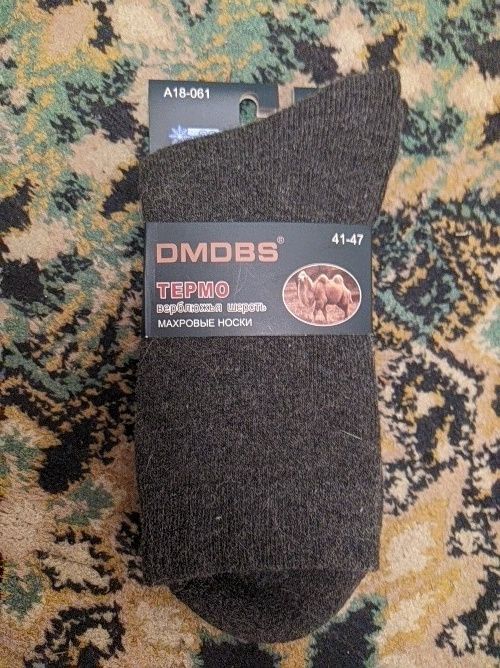 A18-061
DMDBS®
41-47
ТЕРМО
верблюжья шерсть
МАХРОВЫЕ НОСКИ